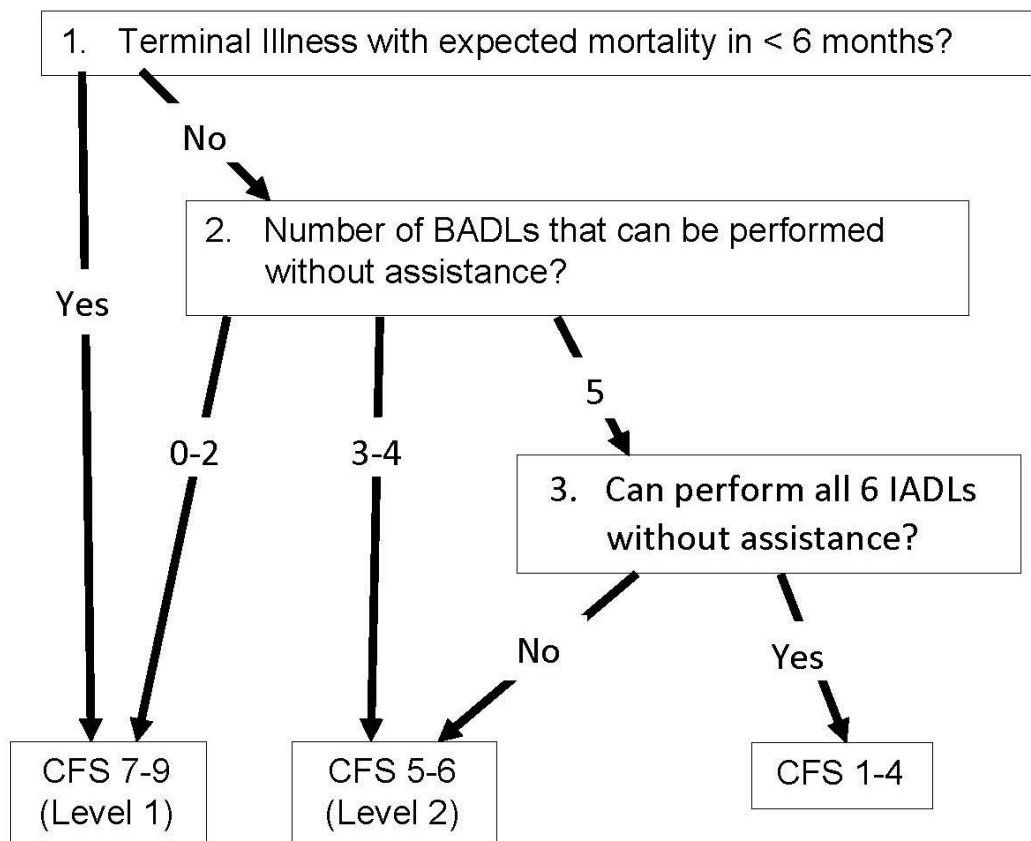 1. Terminal Illness with expected mortality in < 6 months?
No
2. Number of BADLs that can be performed
without assistance?
Yes
5
0-2
3-4
3. Can perform all 6 IADLs
without assistance?
No
Yes
CFS 7-9
(Level 1)
CFS 5-6
(Level 2)
CFS 1-4